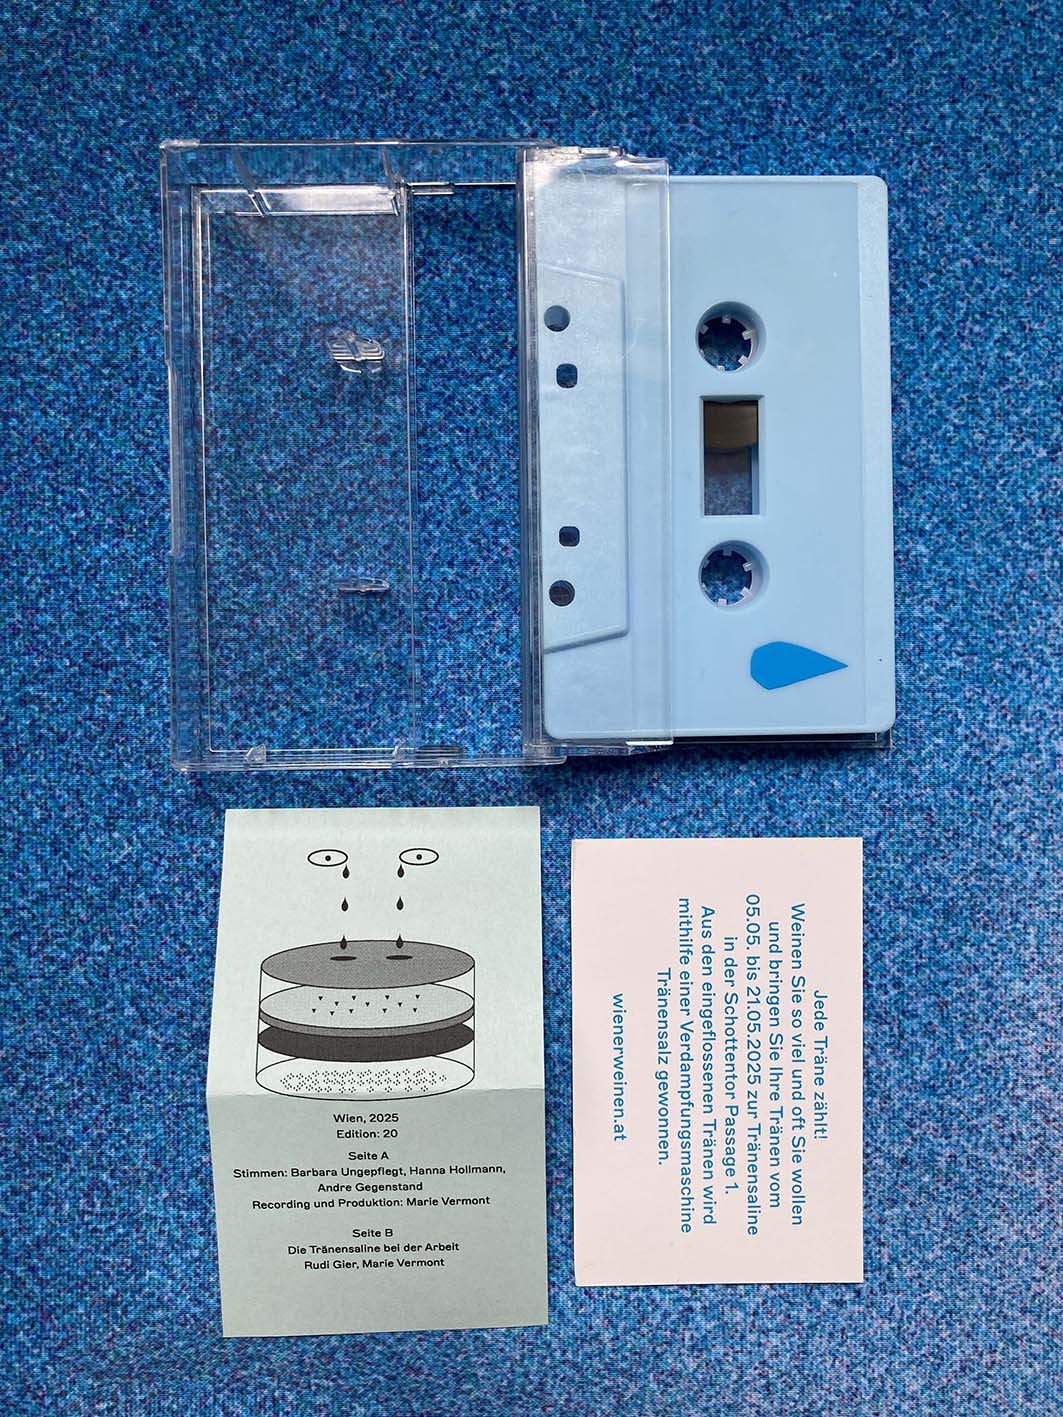 Wien, 2025
Edition: 20
Seite A
Stimmen: Barbara Ungepflegt, Hanna Hollmann,
Andre Gegenstand
Recording und Produktion: Marie Vermont
Seite B
Die Tränensaline bei der Arbeit
Rudi Gier, Marie Vermont
Jede Träne zählt!
Weinen Sie so viel und oft Sie wollen
und bringen Sie Ihre Tränen vom
05.05. bis 21.05.2025 zur Tränensaline
in der Schottentor Passage 1.
Aus den eingeflossenen Tränen wird
mithilfe einer Verdampfungsmaschine
Tränensalz gewonnen.
wienerweinen.at